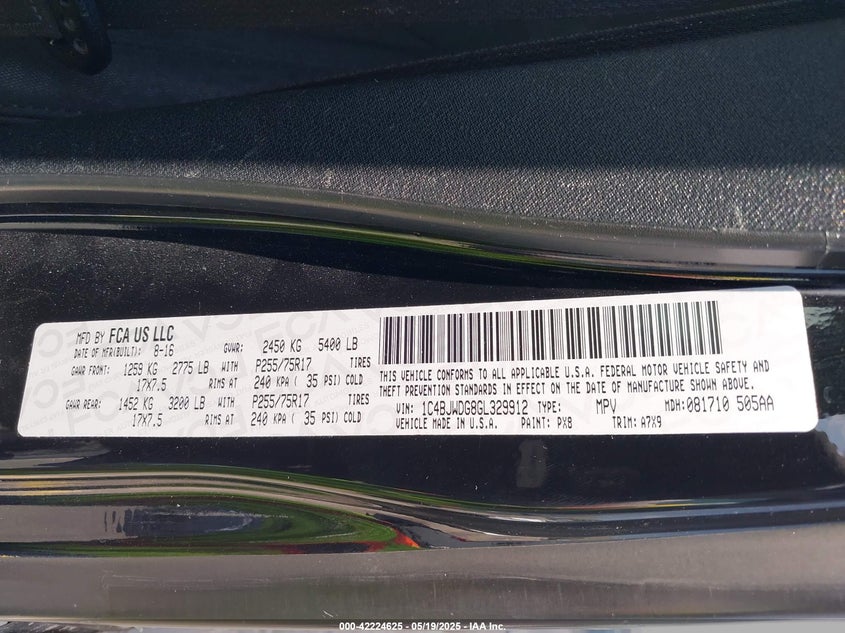 MFD BY FCA US LLC
DATE OF MFR(BUILT): 8-16 GVWR: 2450 KG 5400 LB
GAWR FRONT: 1259 KG 2775 LB WITH P255/75R17 TIRES
17X7.5 RIMS AT 240 KPA ( 35 PSI) COLD
GAWR REAR: 1452 KG 3200 LB WITH P255/75R17 TIRES
17X7.5 RIMS AT 240 KPA ( 35 PSI) COLD
THIS VEHICLE CONFORMS TO ALL APPLICABLE U.S.A. FEDERAL MOTOR VEHICLE SAFETY AND
THEFT PREVENTION STANDARDS IN EFFECT ON THE DATE OF MANUFACTURE SHOWN ABOVE.
VIN: 1C4BJWDG8GL329912 TYPE: MPV MDH: 081710 505AA
VEHICLE MADE IN U.S.A. PAINT: PX8 TRIM: A7X9
000-42224625 - 05/19/2025 - IAA Inc.